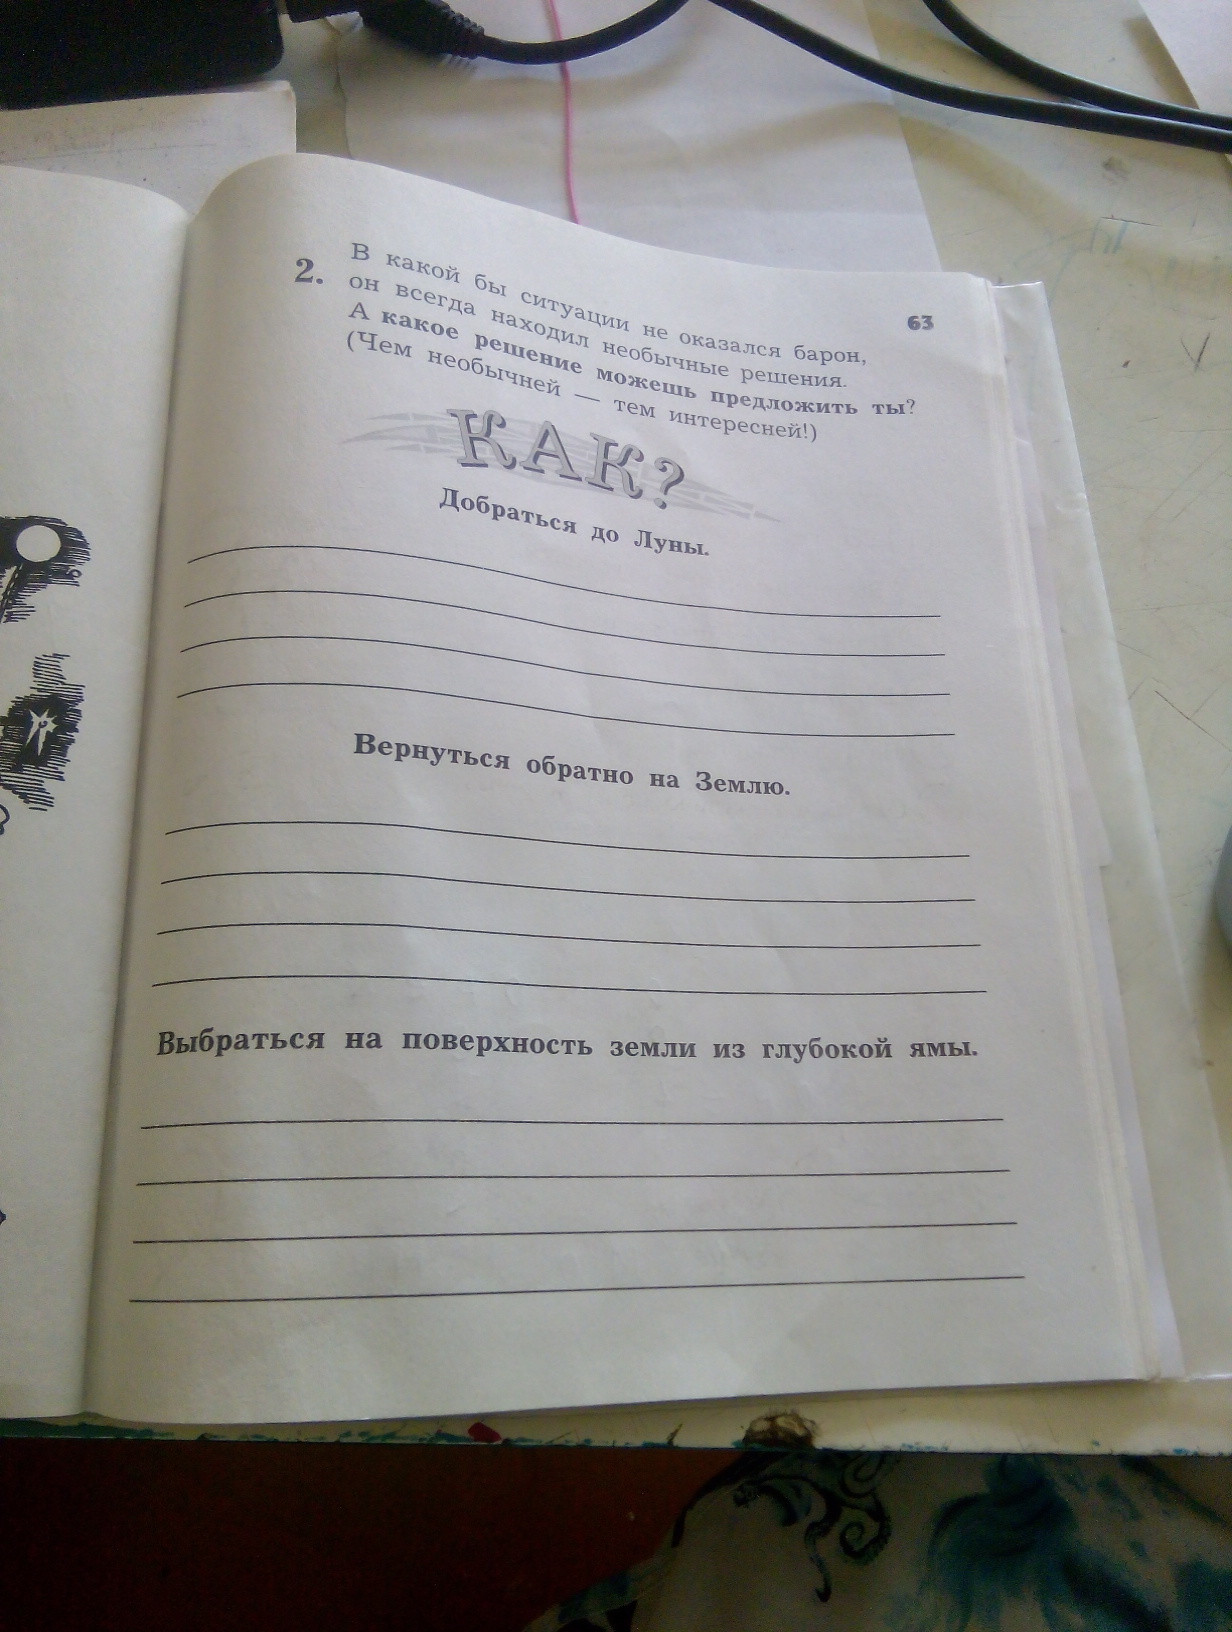 63
2. В какой бы ситуации не оказался барон,
он всегда находил необычные решения.
А какое решение можешь предложить ты?
(Чем необычней — тем интересней!)
КАК?
Добраться до Луны.
Вернуться обратно на Землю.
Выбраться на поверхность земли из глубокой ямы.